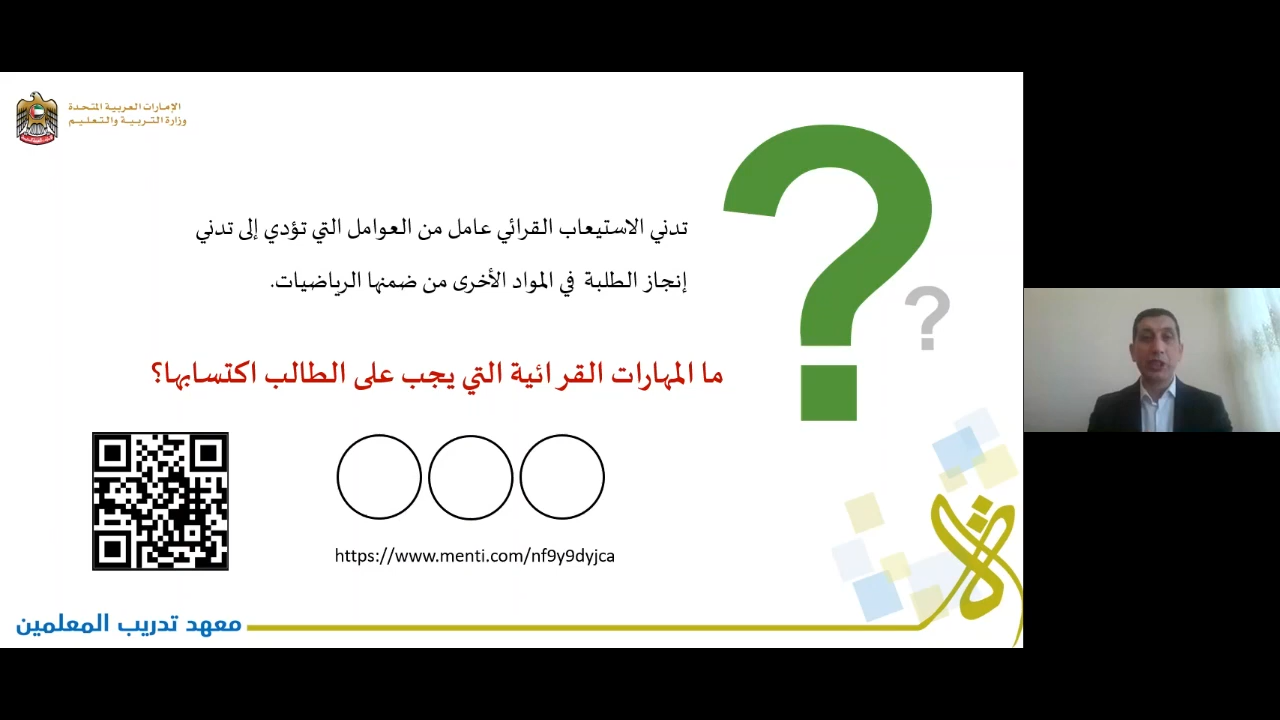 الإمارات العربية المتحدة
وزارة التربية والتعليم
تدني الاستيعاب القرائي عامل من العوامل التي تؤدي إلى تدني
إنجاز الطلبة في المواد الأخرى من ضمنها الرياضيات.
ما المهارات القرائية التي يجب على الطالب اكتسابها؟
https://www.menti.com/nf9y9dyjca
معهد تدريب المعلمين